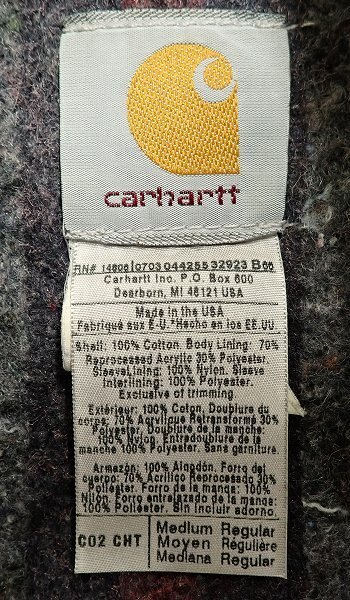 carhartt
RN# 14806 0703 044255 32923 B 66
Carhartt Inc. P.O. Box 600
Dearborn, MI 48121 USA
Made in the USA
Fabriqué aux É-U. *Hecho en los EE.UU.
Shell: 100% Cotton. Body Lining: 70%
Reprocessed Acrylic 30% Polyester.
Sleeve Lining: 100% Nylon. Sleeve
Interlining: 100% Polyester.
Exclusive of trimming.
Extérieur: 100% Coton. Doublure du
corps: 70% Acrylique Retransformé 30%
Polyester. Doublure de la manche:
100% Nylon. Entradoublure de la
manche 100% Polyester. Sans garniture.
Armazón: 100% Algodón. Forro del
cuerpo: 70% Acrílico Reprocesado 30%
Poliéster. Forro de la manga: 100%
Nilon. Forro entrelazado de la manga:
100% Poliéster. Sin incluir adorno.
C02 CHT
Medium Regular
Moyen Régulière
Mediana Regular